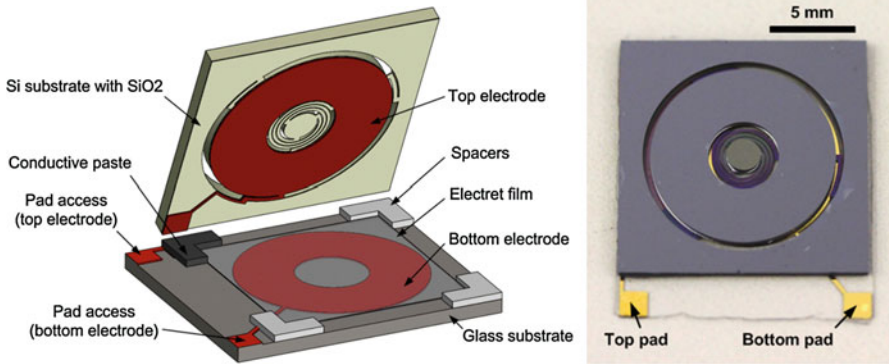 Si substrate with SiO2
Top electrode
Conductive paste
Pad access
(top electrode)
Spacers
Electret film
Bottom electrode
Pad access
(bottom electrode)
Glass substrate
5 mm
Top pad
Bottom pad